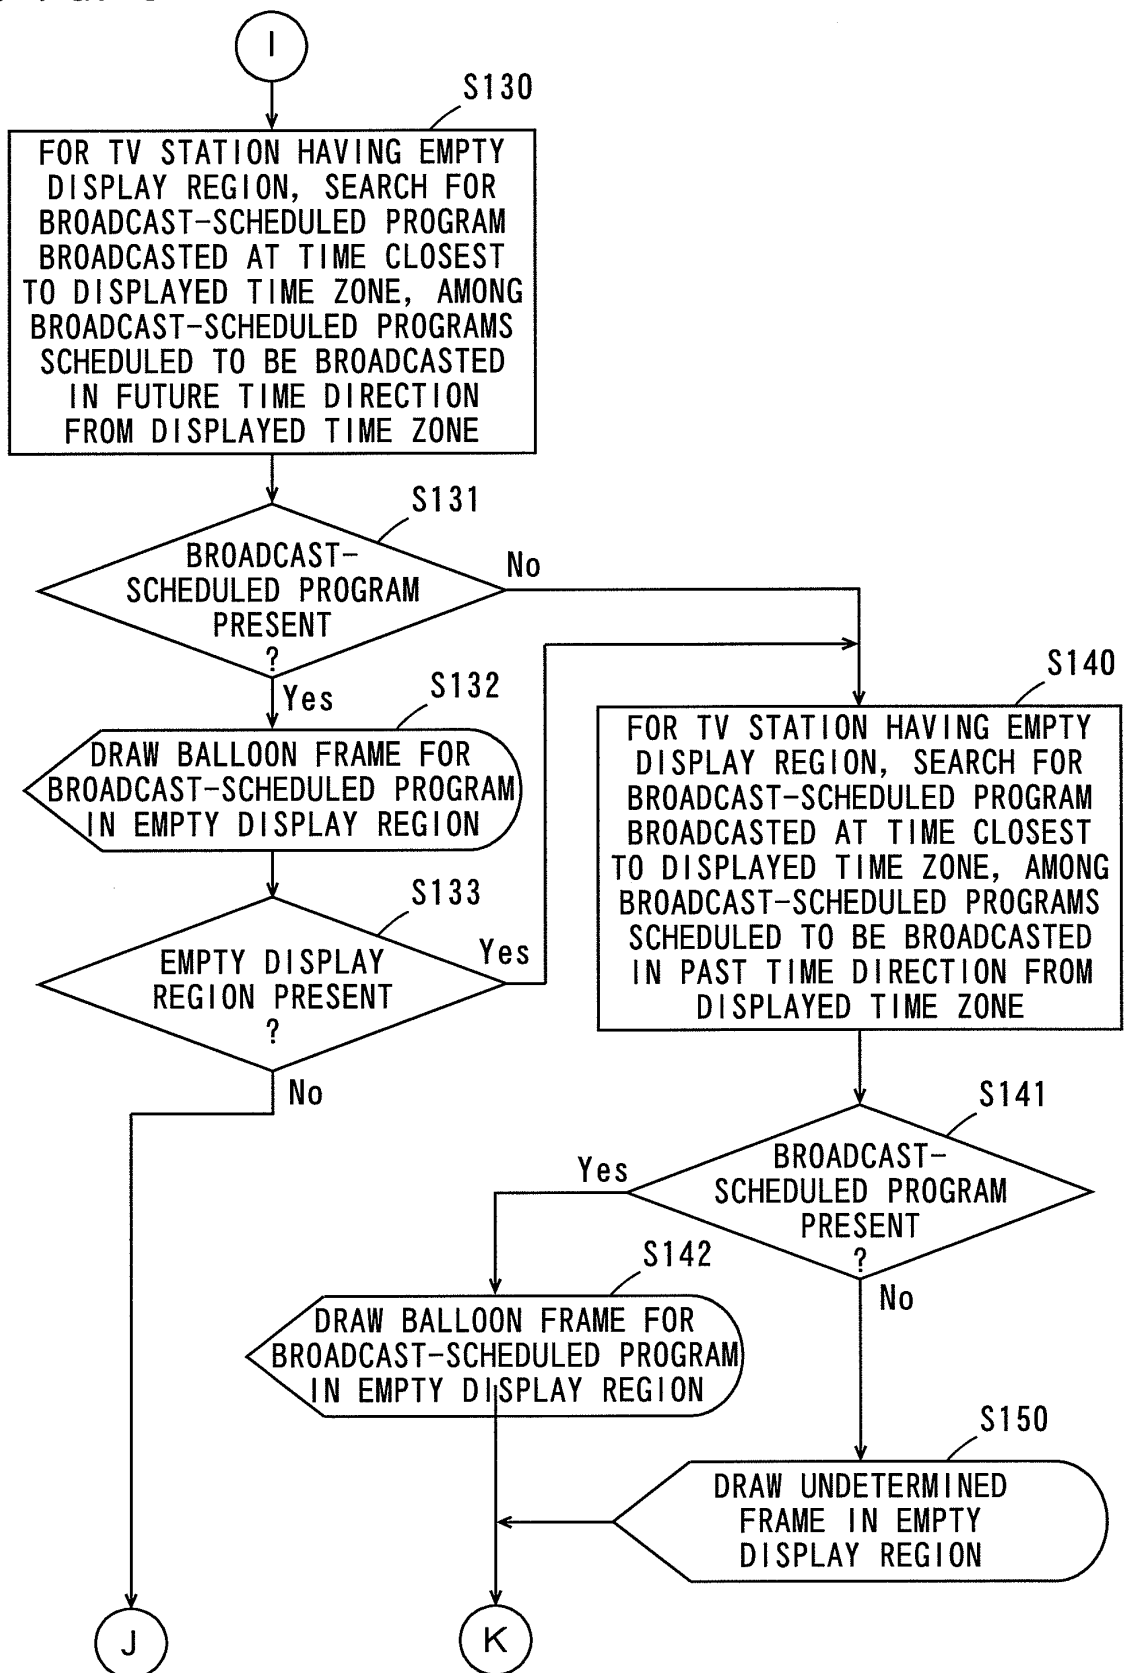 I
S130
FOR TV STATION HAVING EMPTY
DISPLAY REGION, SEARCH FOR
BROADCAST-SCHEDULED PROGRAM
BROADCASTED AT TIME CLOSEST
TO DISPLAYED TIME ZONE, AMONG
BROADCAST-SCHEDULED PROGRAMS
SCHEDULED TO BE BROADCASTED
IN FUTURE TIME DIRECTION
FROM DISPLAYED TIME ZONE
S131
BROADCAST-
SCHEDULED PROGRAM
PRESENT
?
No
Yes
S132
DRAW BALLOON FRAME FOR
BROADCAST-SCHEDULED PROGRAM
IN EMPTY DISPLAY REGION
S133
EMPTY DISPLAY
REGION PRESENT
?
Yes
No
S140
FOR TV STATION HAVING EMPTY
DISPLAY REGION, SEARCH FOR
BROADCAST-SCHEDULED PROGRAM
BROADCASTED AT TIME CLOSEST
TO DISPLAYED TIME ZONE, AMONG
BROADCAST-SCHEDULED PROGRAMS
SCHEDULED TO BE BROADCASTED
IN PAST TIME DIRECTION FROM
DISPLAYED TIME ZONE
S141
BROADCAST-
SCHEDULED PROGRAM
PRESENT
?
Yes
No
S142
DRAW BALLOON FRAME FOR
BROADCAST-SCHEDULED PROGRAM
IN EMPTY DISPLAY REGION
S150
DRAW UNDETERMINED
FRAME IN EMPTY
DISPLAY REGION
J
K